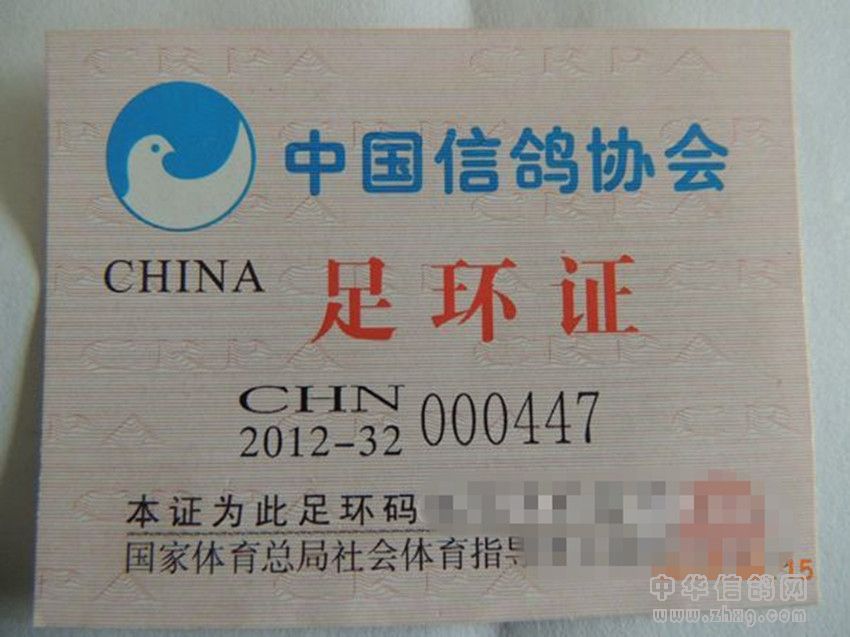 中国信鸽协会
CHINA
足环证
CHN
2012-32 000447
本证为此足环码
国家体育总局社会体育指导
15
中华信鸽网
www.zhxg.com